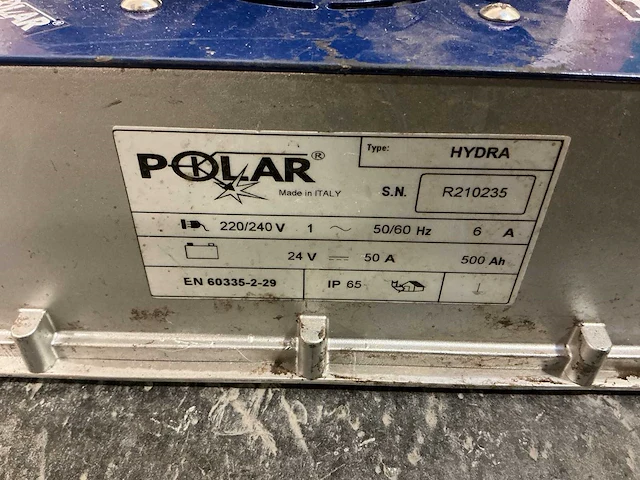 POLAR
POLAR®
Made in ITALY
Type: HYDRA
S.N. R210235
220/240 V 1 ~ 50/60 Hz 6 A
24 V ⎓ 50 A 500 Ah
EN 60335-2-29 IP 65